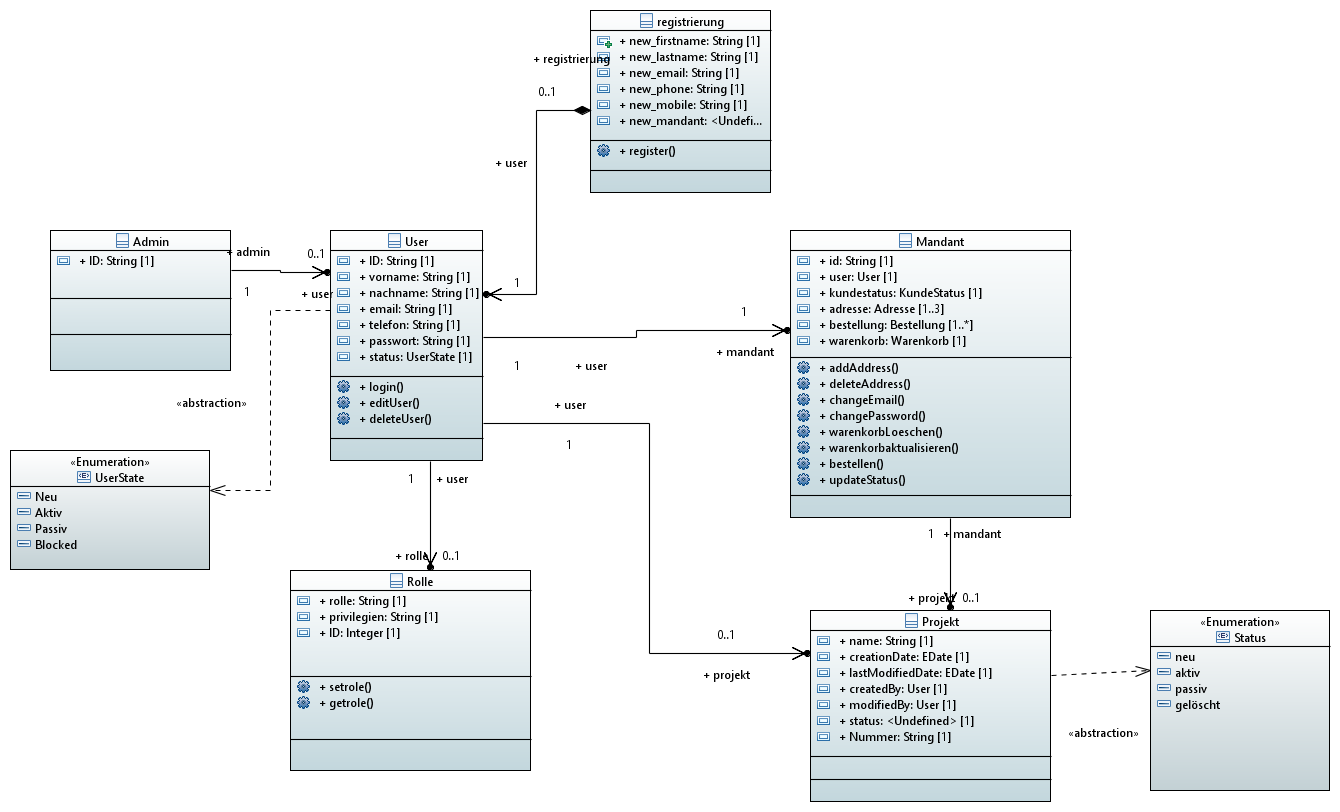 registrierung
+ new_firstname: String [1]
+ new_lastname: String [1]
+ new_email: String [1]
+ new_phone: String [1]
+ new_mobile: String [1]
+ new_mandant: <Undefi...
+ register()
+ registrierung
0..1
+ user
1
Admin
+ ID: String [1]
+ admin
1
0..1
+ user
User
+ ID: String [1]
+ vorname: String [1]
+ nachname: String [1]
+ email: String [1]
+ telefon: String [1]
+ passwort: String [1]
+ status: UserState [1]
+ login()
+ editUser()
+ deleteUser()
1
+ mandant
1
+ user
+ user
1
Mandant
+ id: String [1]
+ user: User [1]
+ kundestatus: KundeStatus [1]
+ adresse: Adresse [1..3]
+ bestellung: Bestellung [1..*]
+ warenkorb: Warenkorb [1]
+ addAddress()
+ deleteAddress()
+ changeEmail()
+ changePassword()
+ warenkorbLoeschen()
+ warenkorbaktualisieren()
+ bestellen()
+ updateStatus()
«abstraction»
«Enumeration»
UserState
Neu
Aktiv
Passiv
Blocked
1
+ user
+ rolle
0..1
Rolle
+ rolle: String [1]
+ privilegien: String [1]
+ ID: Integer [1]
+ setrole()
+ getrole()
0..1
+ projekt
1
+ mandant
+ projekt
0..1
Projekt
+ name: String [1]
+ creationDate: EDate [1]
+ lastModifiedDate: EDate [1]
+ createdBy: User [1]
+ modifiedBy: User [1]
+ status: <Undefined> [1]
+ Nummer: String [1]
«abstraction»
«Enumeration»
Status
neu
aktiv
passiv
gelöscht